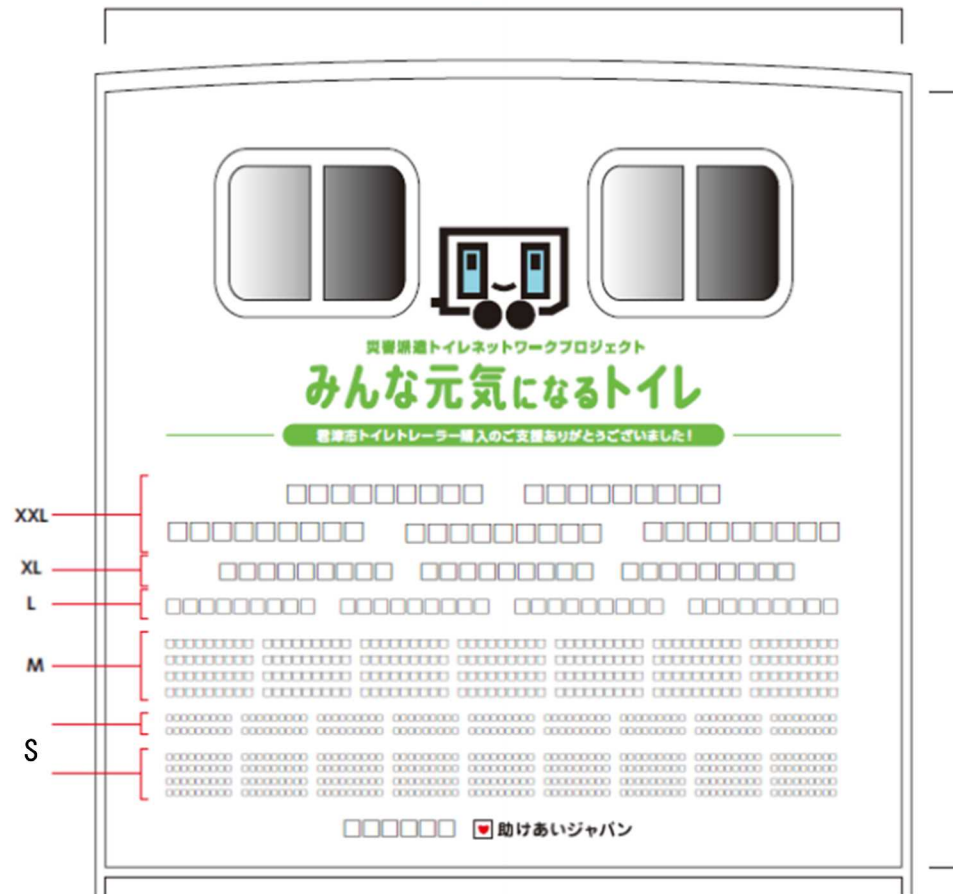 災害派遣トイレネットワークプロジェクト
みんな元気になるトイレ
君津市トイレトレーラー購入のご支援ありがとうございました!
□□□□□□□□□ □□□□□□□□□
XXL
□□□□□□□□□ □□□□□□□□□ □□□□□□□□□
XL
□□□□□□□□□ □□□□□□□□□ □□□□□□□□□
L
□□□□□□□□□ □□□□□□□□□ □□□□□□□□□ □□□□□□□□□
M
S
□□□□□□ 助けあいジャパン